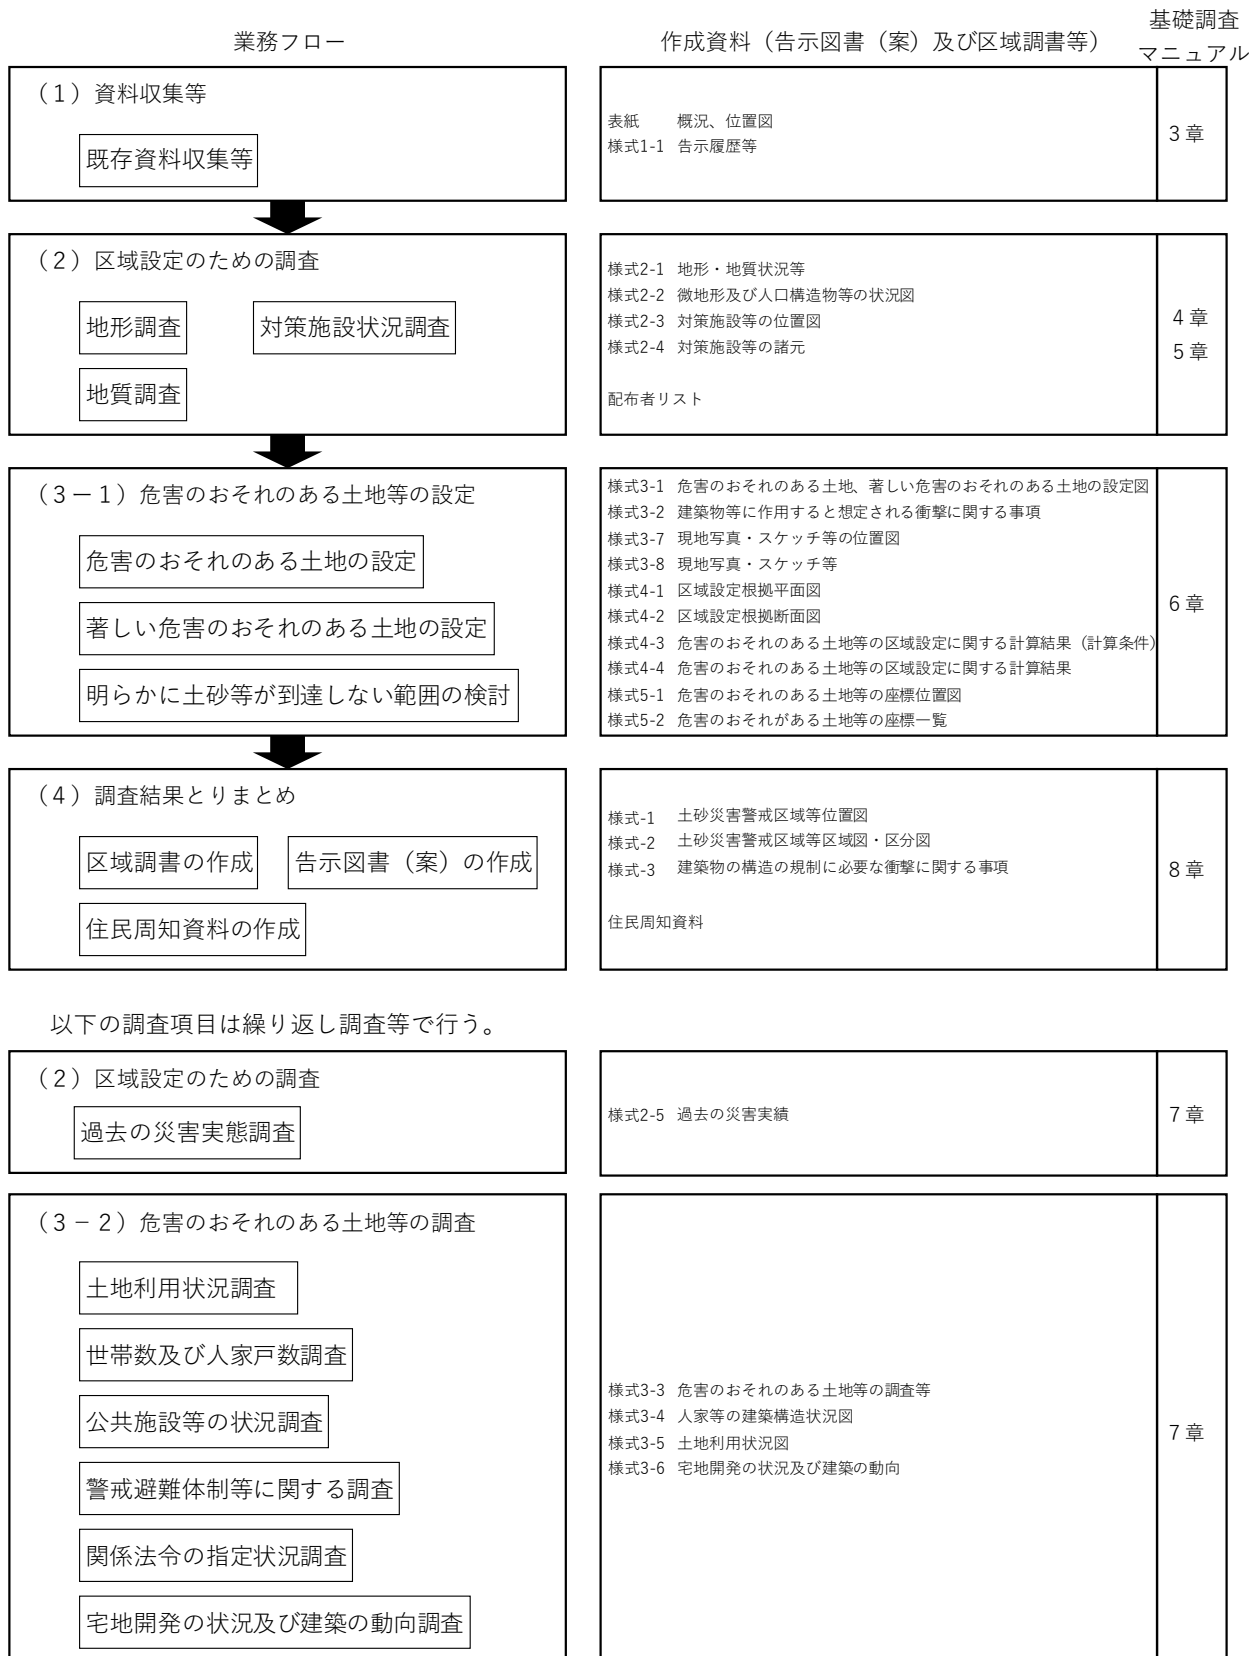 業務フロー
作成資料（告示図書（案）及び区域調書等）
基礎調査
マニュアル
（1）資料収集等
既存資料収集等
表紙 概況、位置図
様式1-1 告示履歴等
3章
（2）区域設定のための調査
地形調査
対策施設状況調査
地質調査
様式2-1 地形・地質状況等
様式2-2 微地形及び人口構造物等の状況図
様式2-3 対策施設等の位置図
様式2-4 対策施設等の諸元
配布者リスト
4章
5章
（3－1）危害のおそれのある土地等の設定
危害のおそれのある土地の設定
著しい危害のおそれのある土地の設定
明らかに土砂等が到達しない範囲の検討
様式3-1 危害のおそれのある土地、著しい危害のおそれのある土地の設定図
様式3-2 建築物等に作用すると想定される衝撃に関する事項
様式3-7 現地写真・スケッチ等の位置図
様式3-8 現地写真・スケッチ等
様式4-1 区域設定根拠平面図
様式4-2 区域設定根拠断面図
様式4-3 危害のおそれのある土地等の区域設定に関する計算結果（計算条件）
様式4-4 危害のおそれのある土地等の区域設定に関する計算結果
様式5-1 危害のおそれのある土地等の座標位置図
様式5-2 危害のおそれがある土地等の座標一覧
6章
（4）調査結果とりまとめ
区域調書の作成
告示図書（案）の作成
住民周知資料の作成
様式-1 土砂災害警戒区域等位置図
様式-2 土砂災害警戒区域等区域図・区分図
様式-3 建築物の構造の規制に必要な衝撃に関する事項
住民周知資料
8章
以下の調査項目は繰り返し調査等で行う。
（2）区域設定のための調査
過去の災害実態調査
様式2-5 過去の災害実績
7章
（3－2）危害のおそれのある土地等の調査
土地利用状況調査
世帯数及び人家戸数調査
公共施設等の状況調査
警戒避難体制等に関する調査
関係法令の指定状況調査
宅地開発の状況及び建築の動向調査
様式3-3 危害のおそれのある土地等の調査等
様式3-4 人家等の建築構造状況図
様式3-5 土地利用状況図
様式3-6 宅地開発の状況及び建築の動向
7章